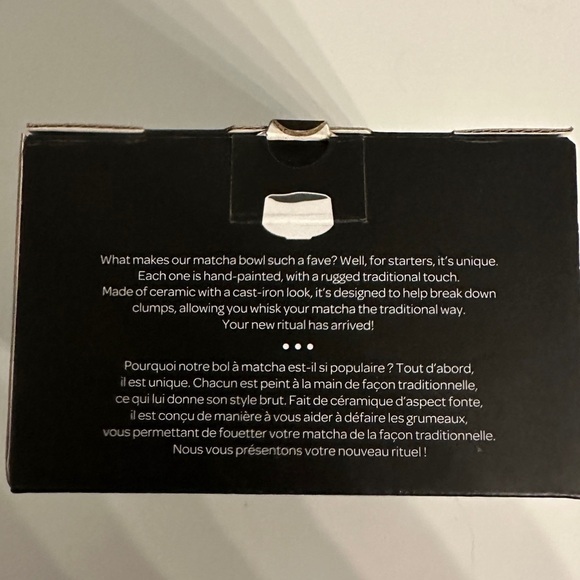 What makes our matcha bowl such a fave? Well, for starters, it's unique.
Each one is hand-painted, with a rugged traditional touch.
Made of ceramic with a cast-iron look, it's designed to help break down
clumps, allowing you whisk your matcha the traditional way.
Your new ritual has arrived!
Pourquoi notre bol à matcha est-il si populaire ? Tout d'abord,
il est unique. Chacun est peint à la main de façon traditionnelle,
ce qui lui donne son style brut. Fait de céramique d'aspect fonte,
il est conçu de manière à vous aider à défaire les grumeaux,
vous permettant de fouetter votre matcha de la façon traditionnelle.
Nous vous présentons votre nouveau rituel !